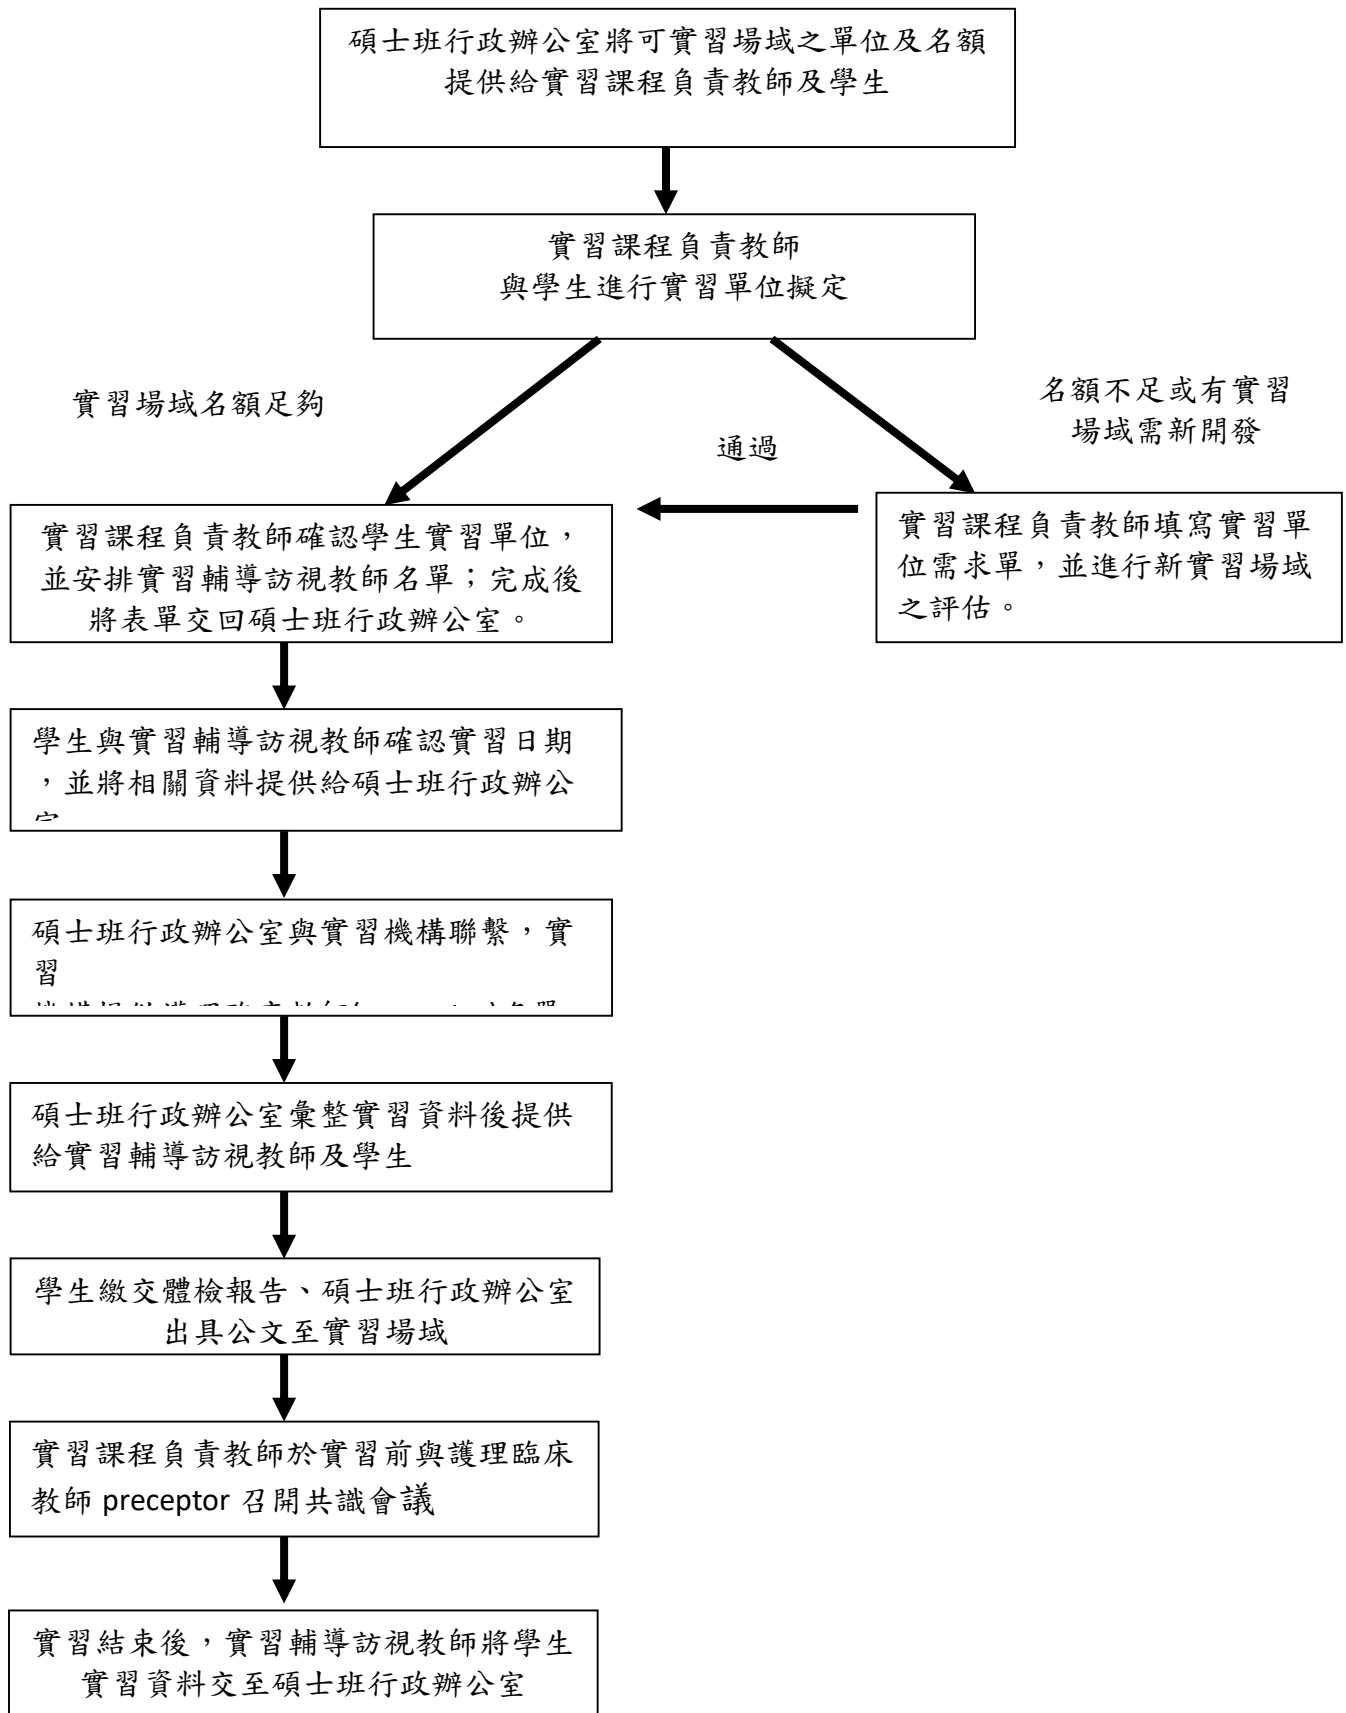 碩士班行政辦公室將可實習場域之單位及名額
提供給實習課程負責教師及學生
實習課程負責教師
與學生進行實習單位擬定
實習場域名額足夠
名額不足或有實習
場域需新開發
通過
實習課程負責教師確認學生實習單位，
並安排實習輔導訪視教師名單；完成後
將表單交回碩士班行政辦公室。
實習課程負責教師填寫實習單
位需求單，並進行新實習場域
之評估。
學生與實習輔導訪視教師確認實習日期
，並將相關資料提供給碩士班行政辦公
碩士班行政辦公室與實習機構聯繫，實
習
碩士班行政辦公室彙整實習資料後提供
給實習輔導訪視教師及學生
學生繳交體檢報告、碩士班行政辦公室
出具公文至實習場域
實習課程負責教師於實習前與護理臨床
教師 preceptor 召開共識會議
實習結束後，實習輔導訪視教師將學生
實習資料交至碩士班行政辦公室